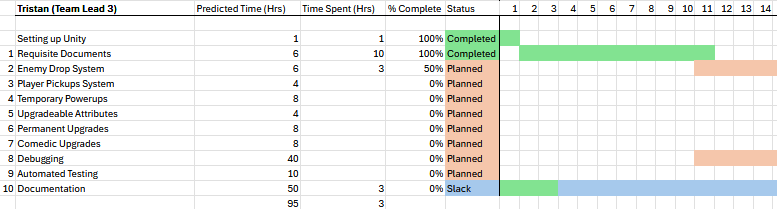 Tristan (Team Lead 3) Predicted Time (Hrs) Time Spent (Hrs) % Complete Status 1 2 3 4 5 6 7 8 9 10 11 12 13 14
Setting up Unity 1 1 100% Completed
1 Requisite Documents 6 10 100% Completed
2 Enemy Drop System 6 3 50% Planned
3 Player Pickups System 4 0% Planned
4 Temporary Powerups 8 0% Planned
5 Upgradeable Attributes 4 0% Planned
6 Permanent Upgrades 8 0% Planned
7 Comedic Upgrades 8 0% Planned
8 Debugging 40 0% Planned
9 Automated Testing 10 0% Planned
10 Documentation 50 3 0% Slack
95 3